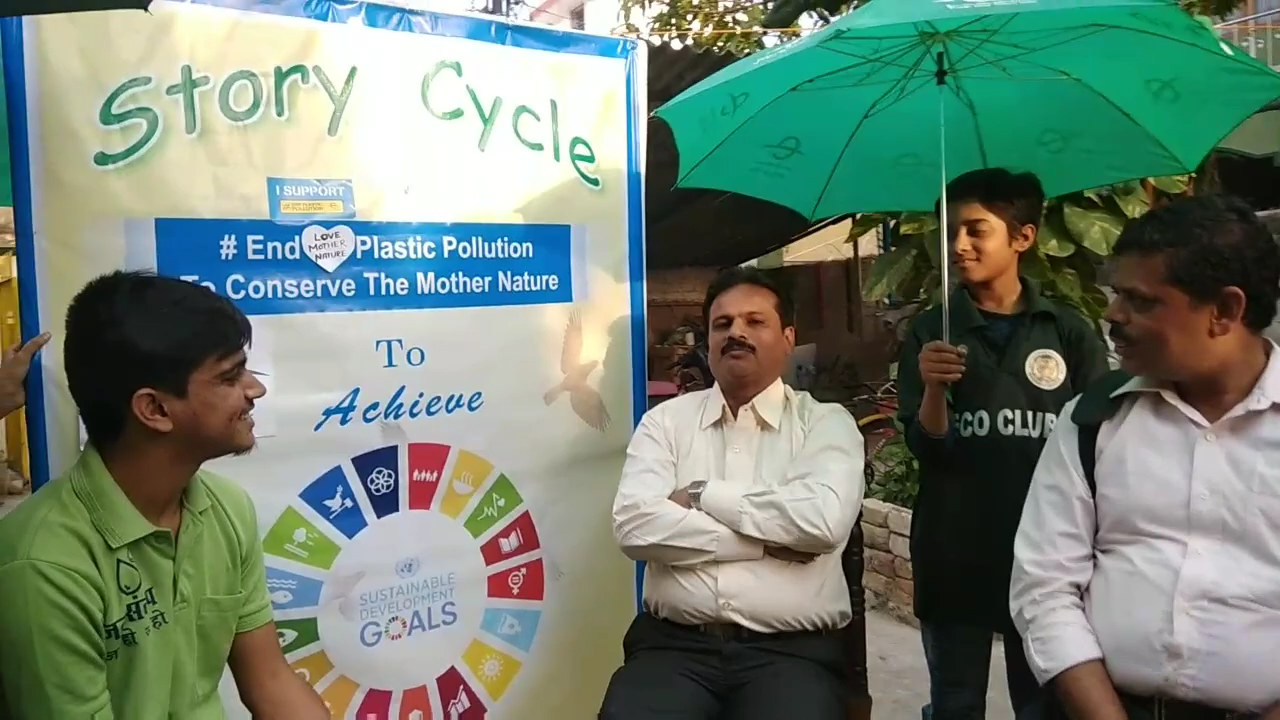 Story Cycle
I SUPPORT
# End Plastic Pollution
LOVE
MOTHER
NATURE
To Conserve The Mother Nature
To
Achieve
SUSTAINABLE
DEVELOPMENT
GOALS
ECO CLUB